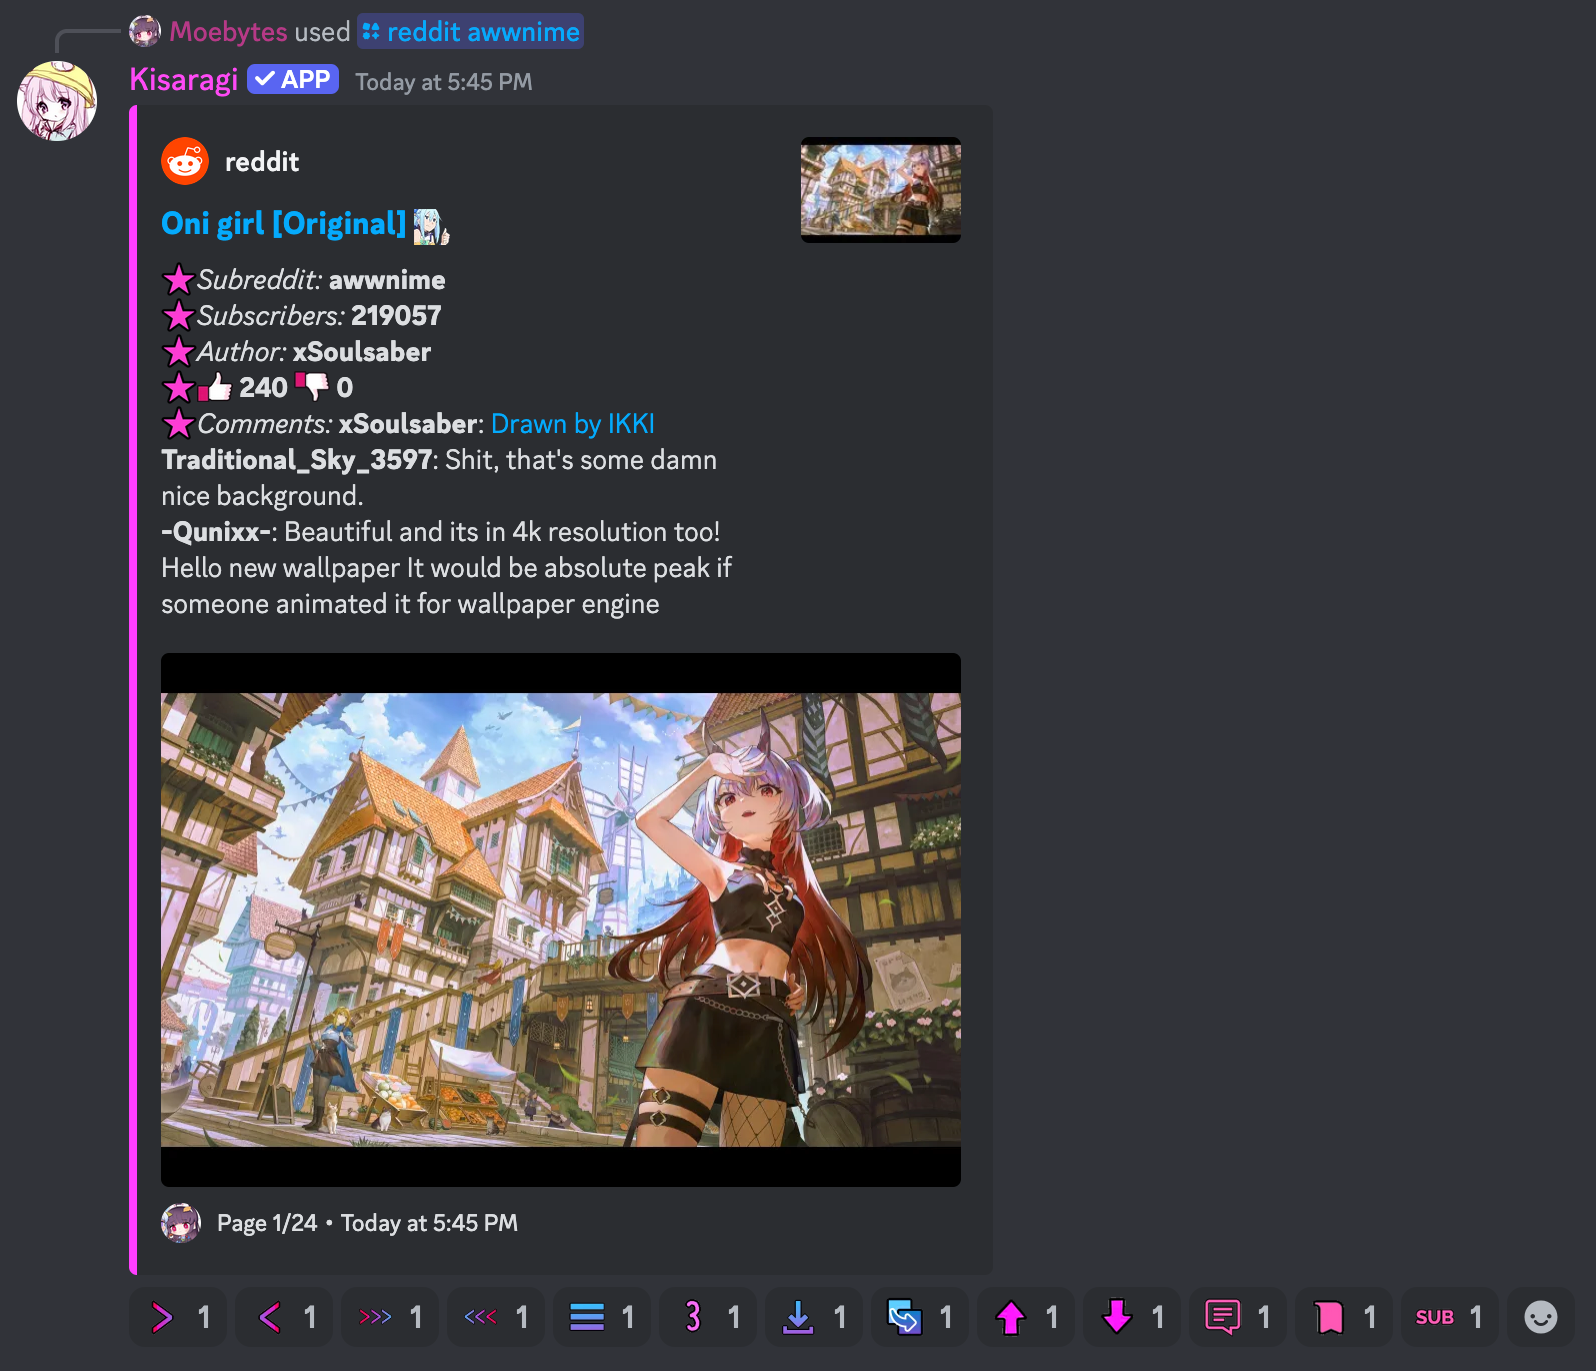 Moebytes used reddit awwnime
Kisaragi APP Today at 5:45 PM
reddit
Oni girl [Original]
Subreddit: awwnime
Subscribers: 219057
Author: xSoulsaber
240 0
Comments: xSoulsaber: Drawn by IKKI
Traditional_Sky_3597: Shit, that's some damn
nice background.
-Qunixx-: Beautiful and its in 4k resolution too!
Hello new wallpaper It would be absolute peak if
someone animated it for wallpaper engine
Page 1/24 • Today at 5:45 PM
1 1 1 1 1 3 1 1 1 1 1 1 1 SUB 1